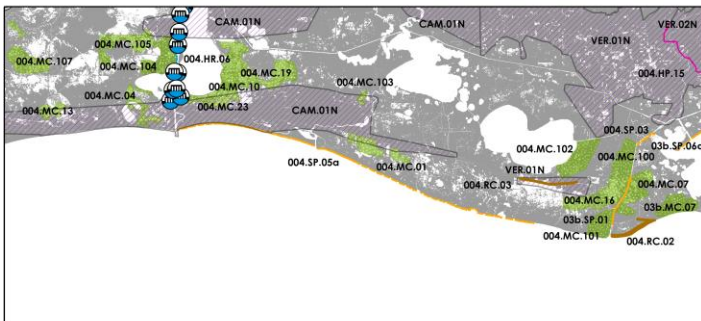 CAM.01N
CAM.01N
VER.02N
VER.01N
004.MC.105
004.HR.06
004.MC.107
004.MC.104
004.MC.19
004.HP.15
004.MC.103
004.MC.10
004.MC.04
004.MC.23
CAM.01N
004.MC.13
004.SP.03
004.MC.102
03b.SP.06c
004.MC.100
004.SP.05a
004.MC.01
VER.01N
004.RC.03
004.MC.07
004.MC.16
03b.MC.07
03b.SP.01
004.MC.101
004.RC.02